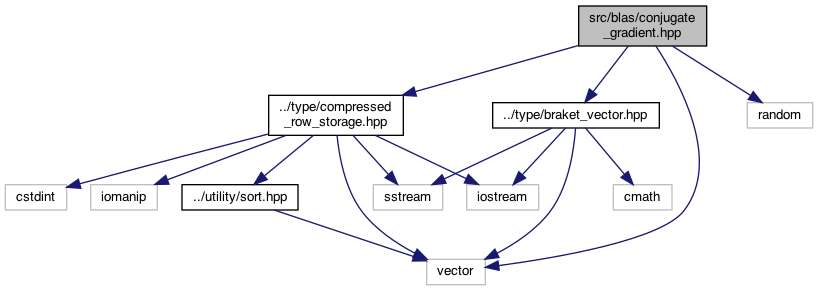 src/blas/conjugate
_gradient.hpp
../type/compressed
_row_storage.hpp
../type/braket_vector.hpp
random
cstdint
iomanip
../utility/sort.hpp
sstream
iostream
cmath
vector